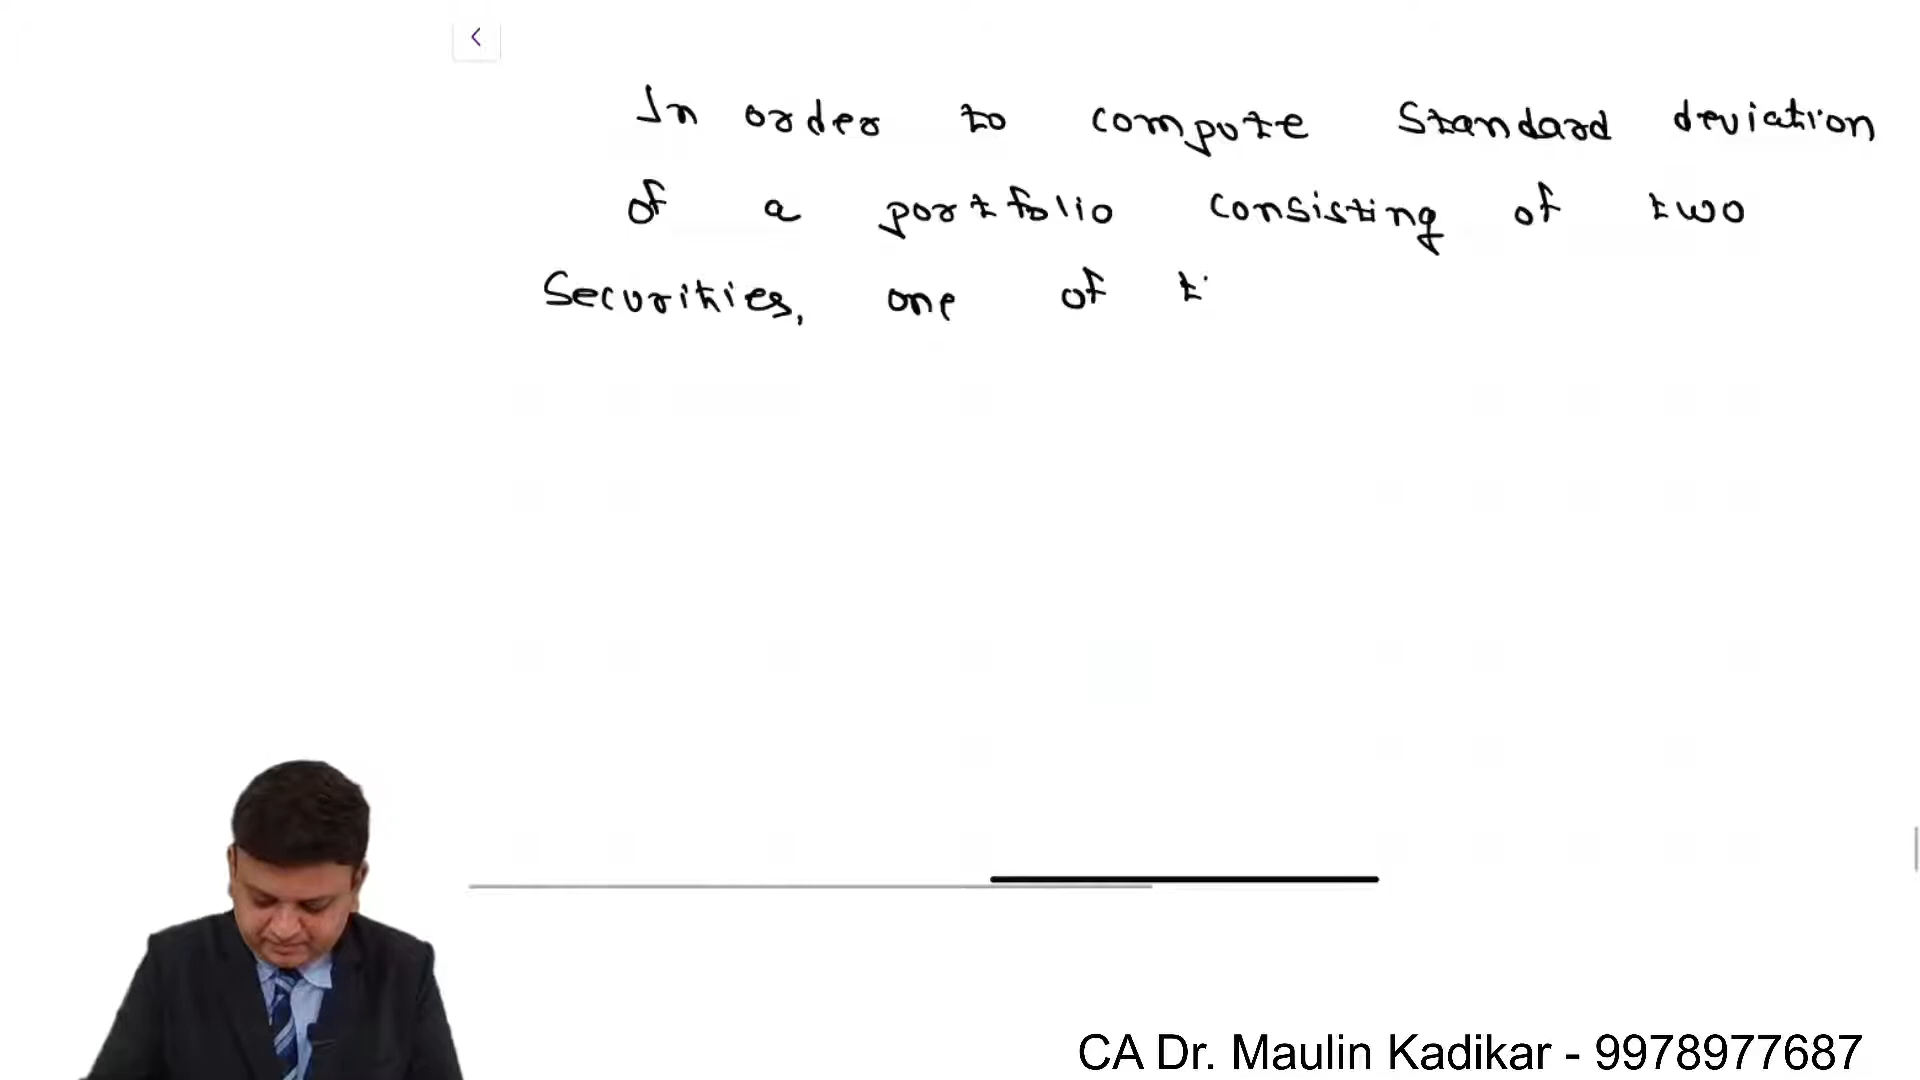 In order to compute standard deviation
of a portfolio consisting of two
Securities, one of t
CA Dr. Maulin Kadikar - 9978977687